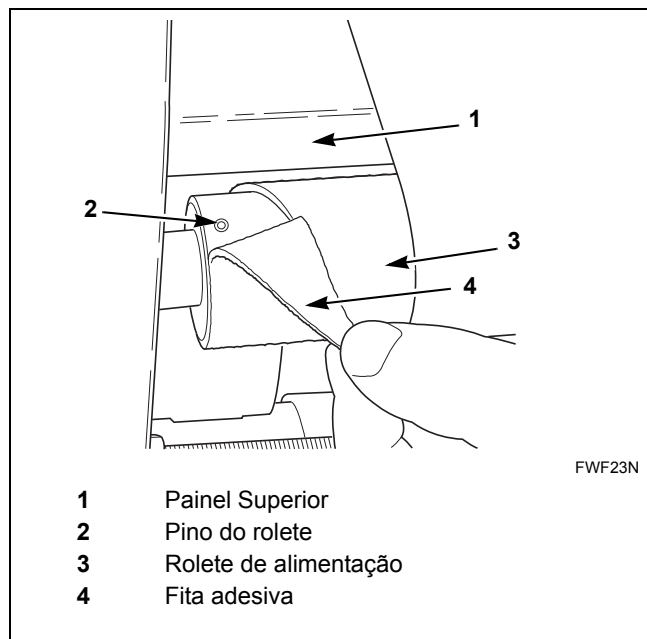 1
2
3
4
FWF23N
1 Painel Superior
2 Pino do rolete
3 Rolete de alimentação
4 Fita adesiva